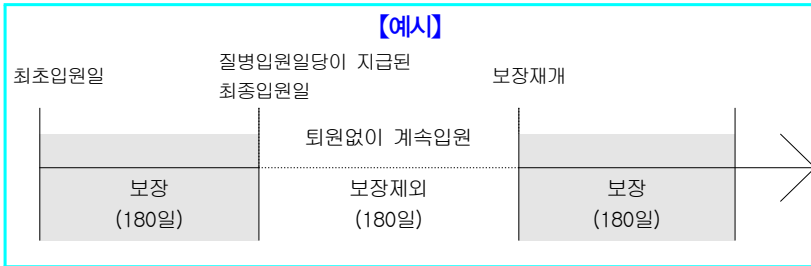 【예시】
최초입원일
질병입원일당이 지급된
최종입원일
보장재개
퇴원없이 계속입원
보장
(180일)
보장제외
(180일)
보장
(180일)